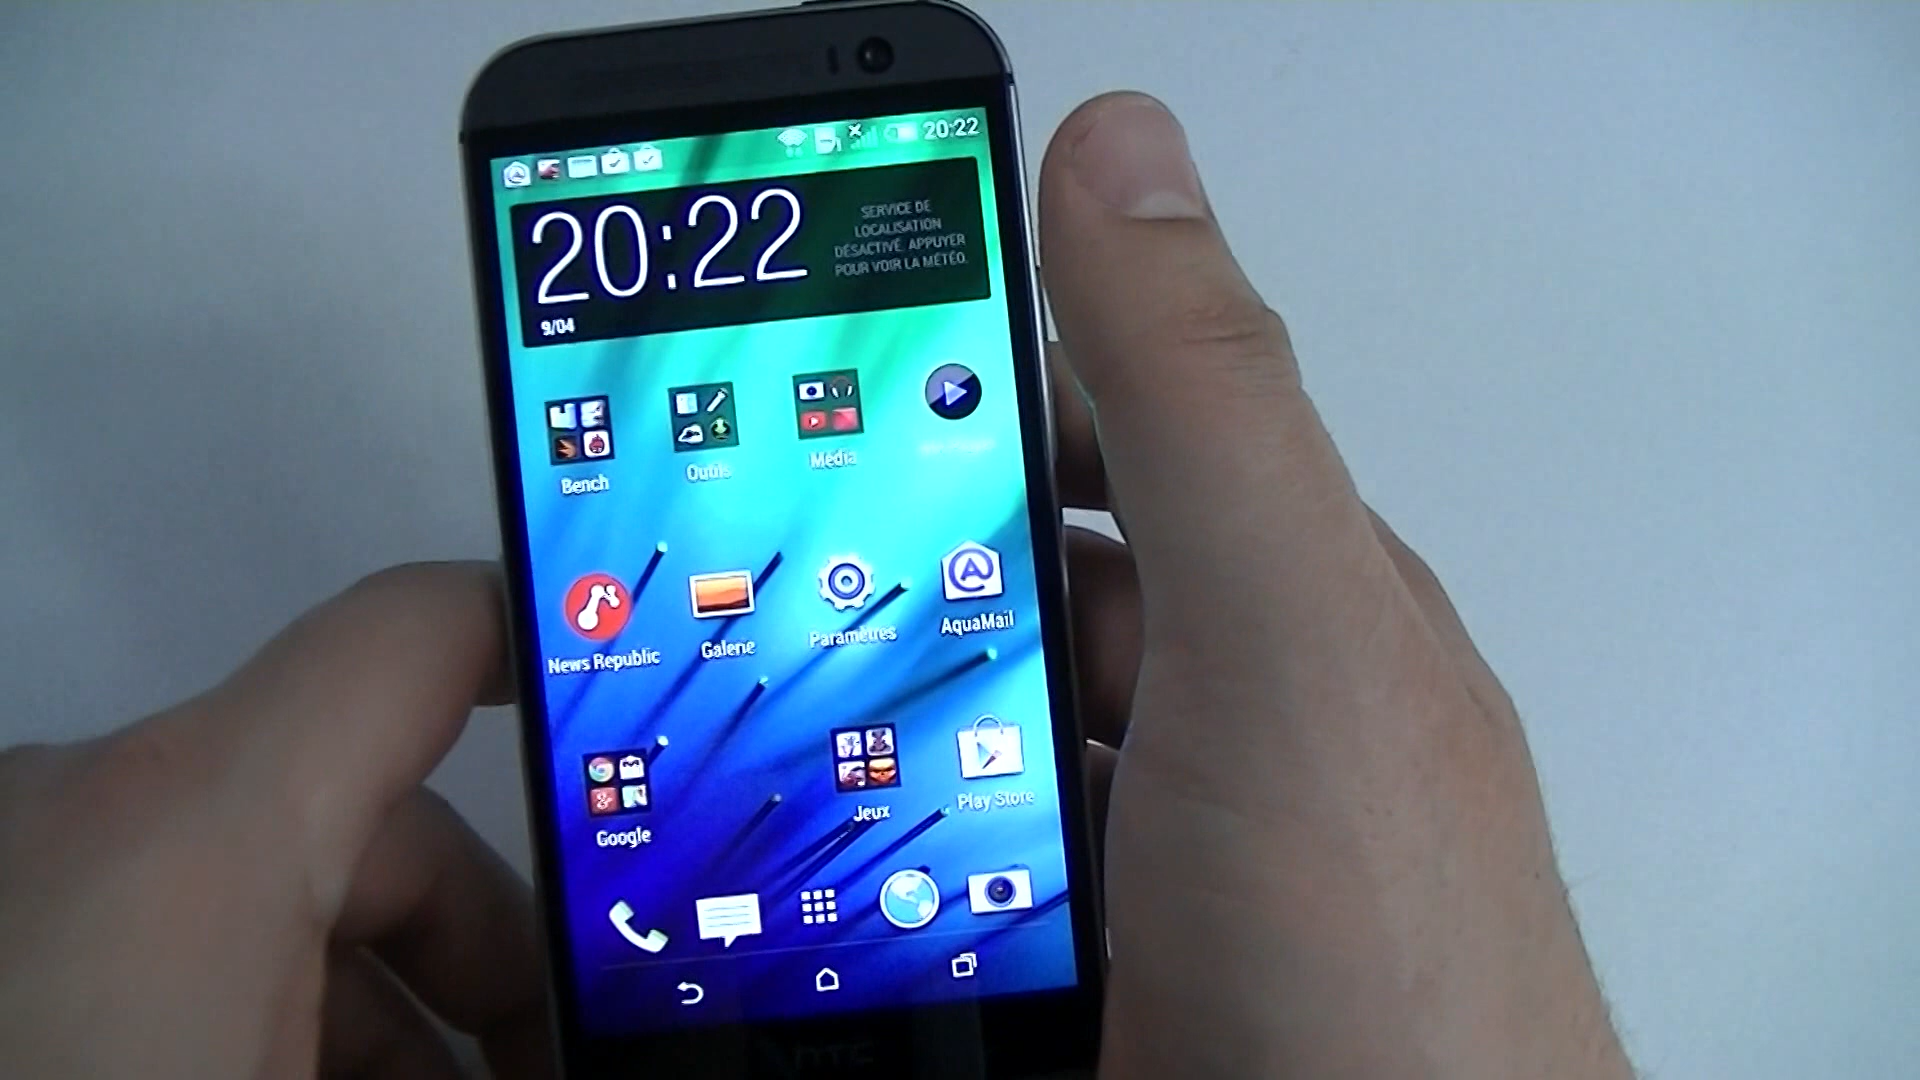 20:22
20:22
SERVICE DE
LOCALISATION
DÉSACTIVÉ. APPUYER
POUR VOIR LA MÉTÉO.
9/04
Bench
Outils
Média
News Republic
Galerie
Paramètres
AquaMail
Google
Jeux
Play Store
hTC